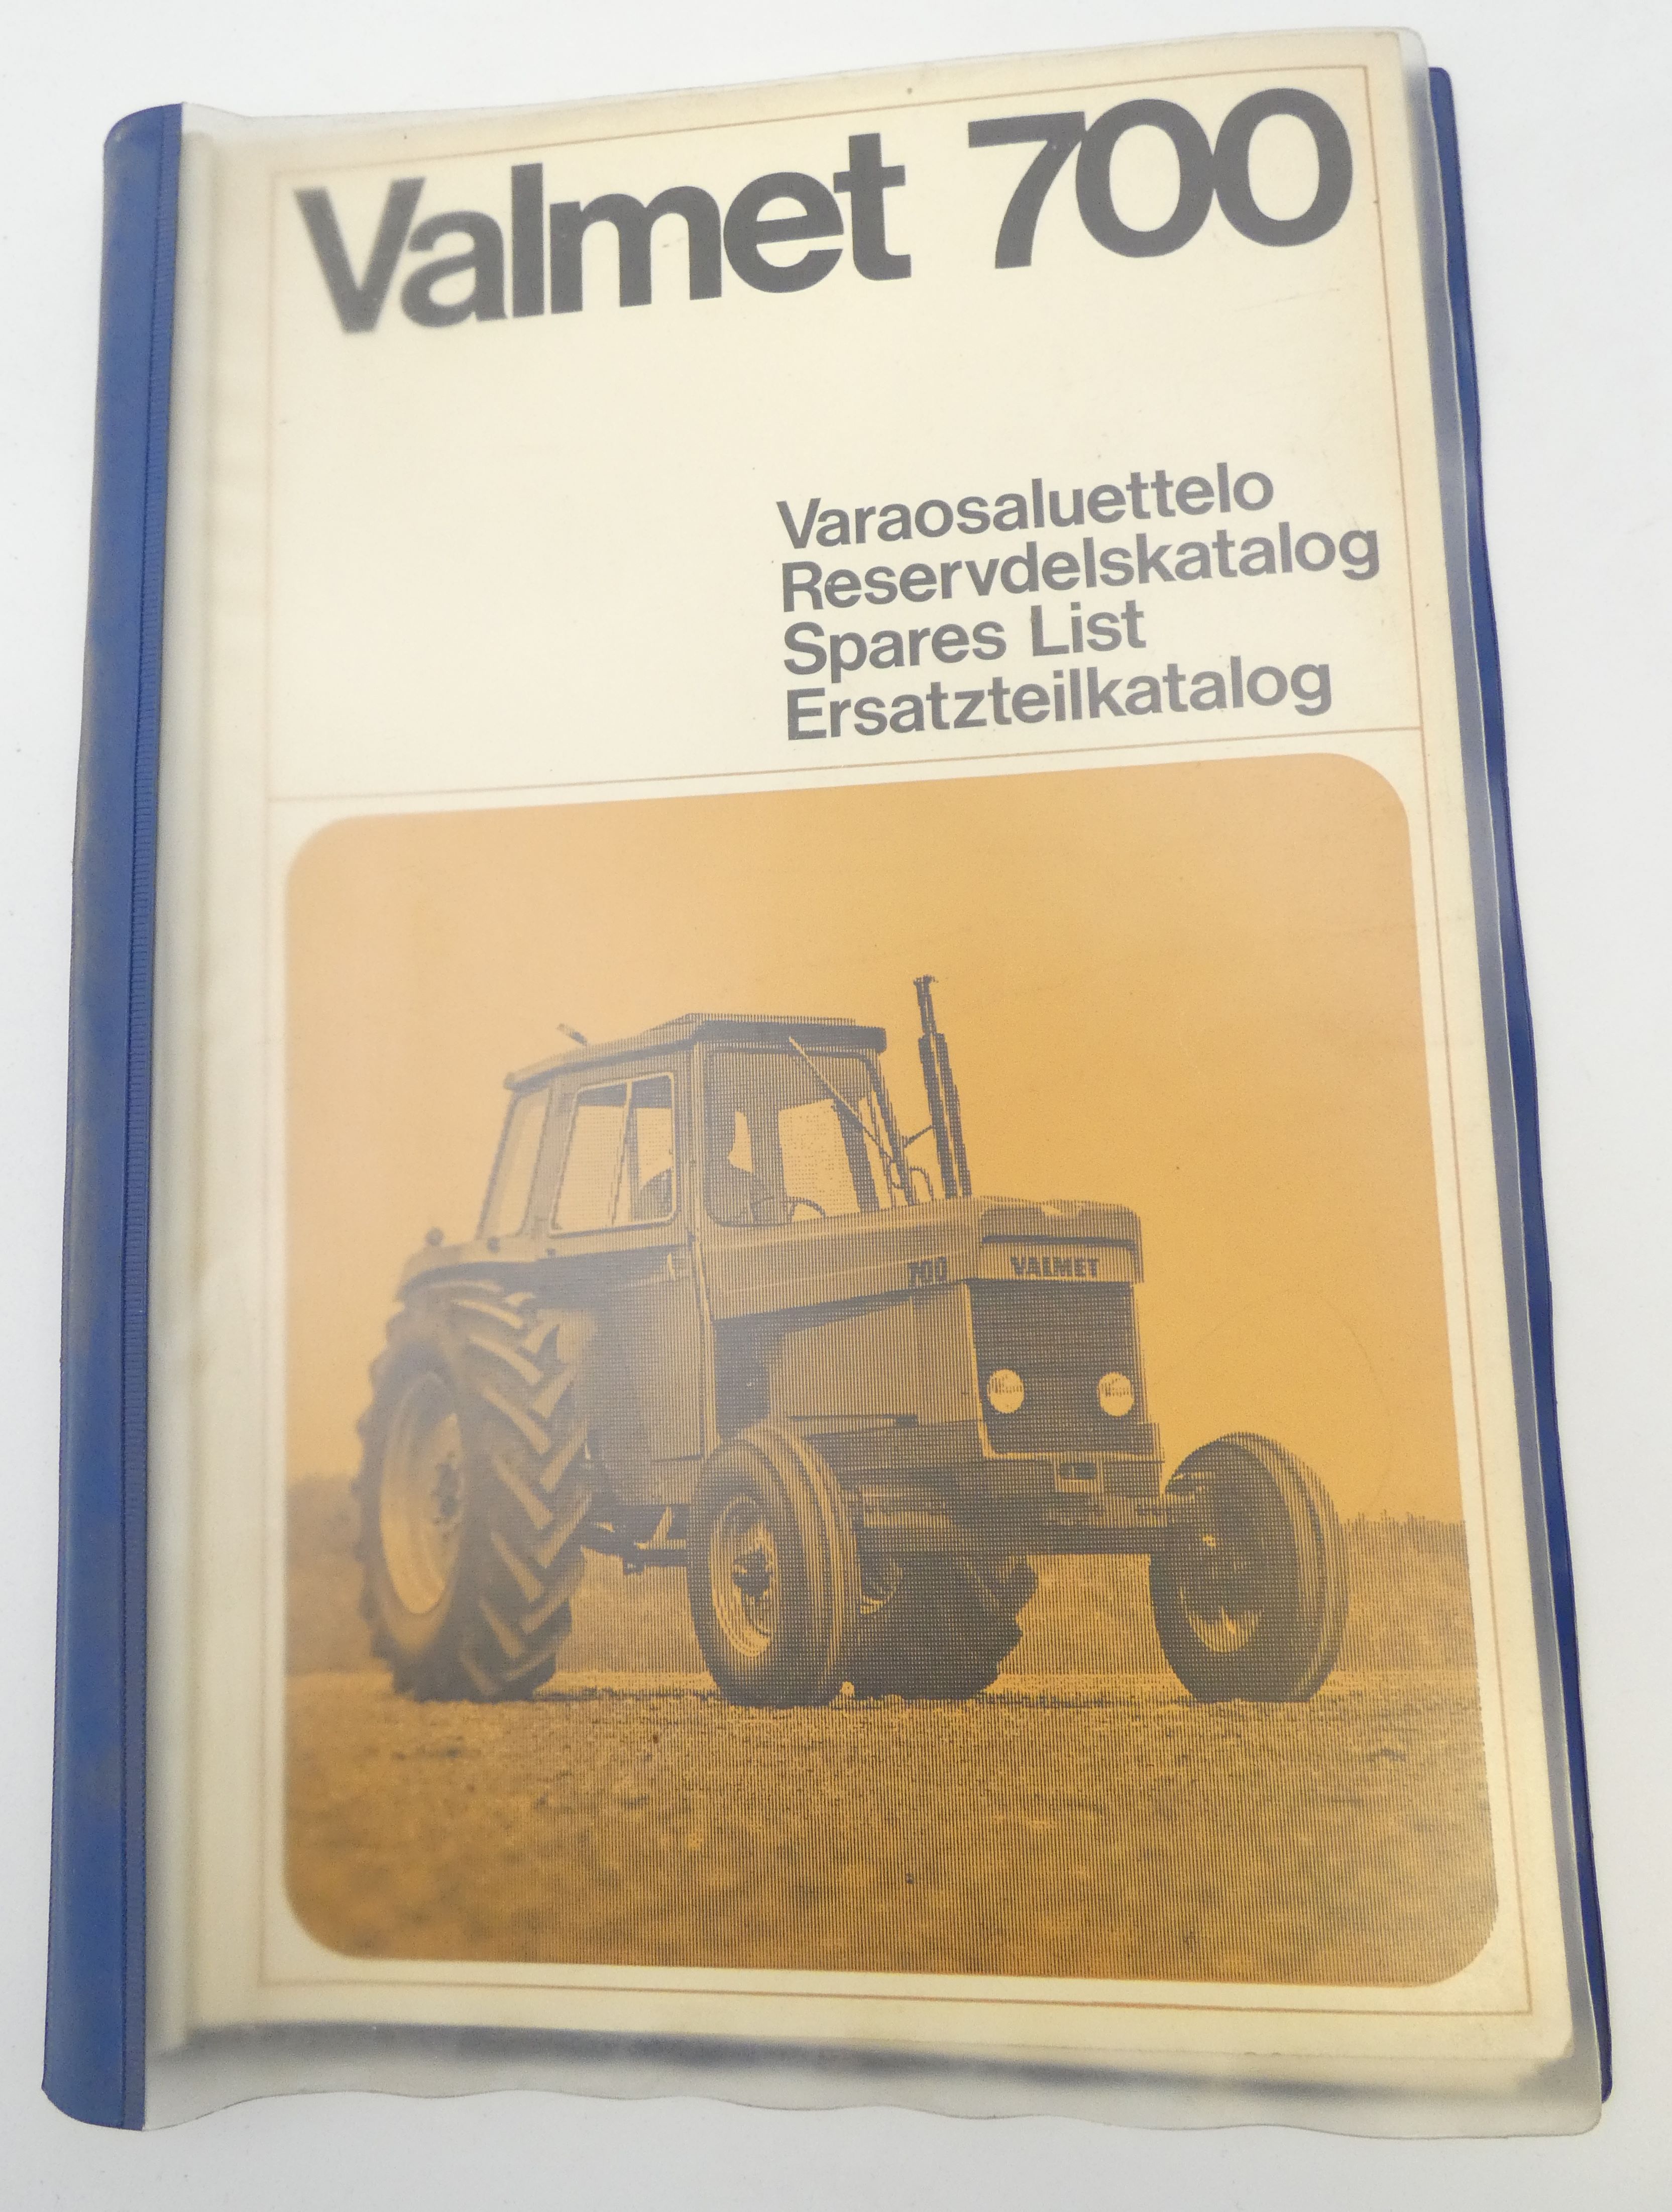 Valmet 700
Varaosaluettelo
Reservdelskatalog
Spares List
Ersatzteilkatalog
700 VALMET